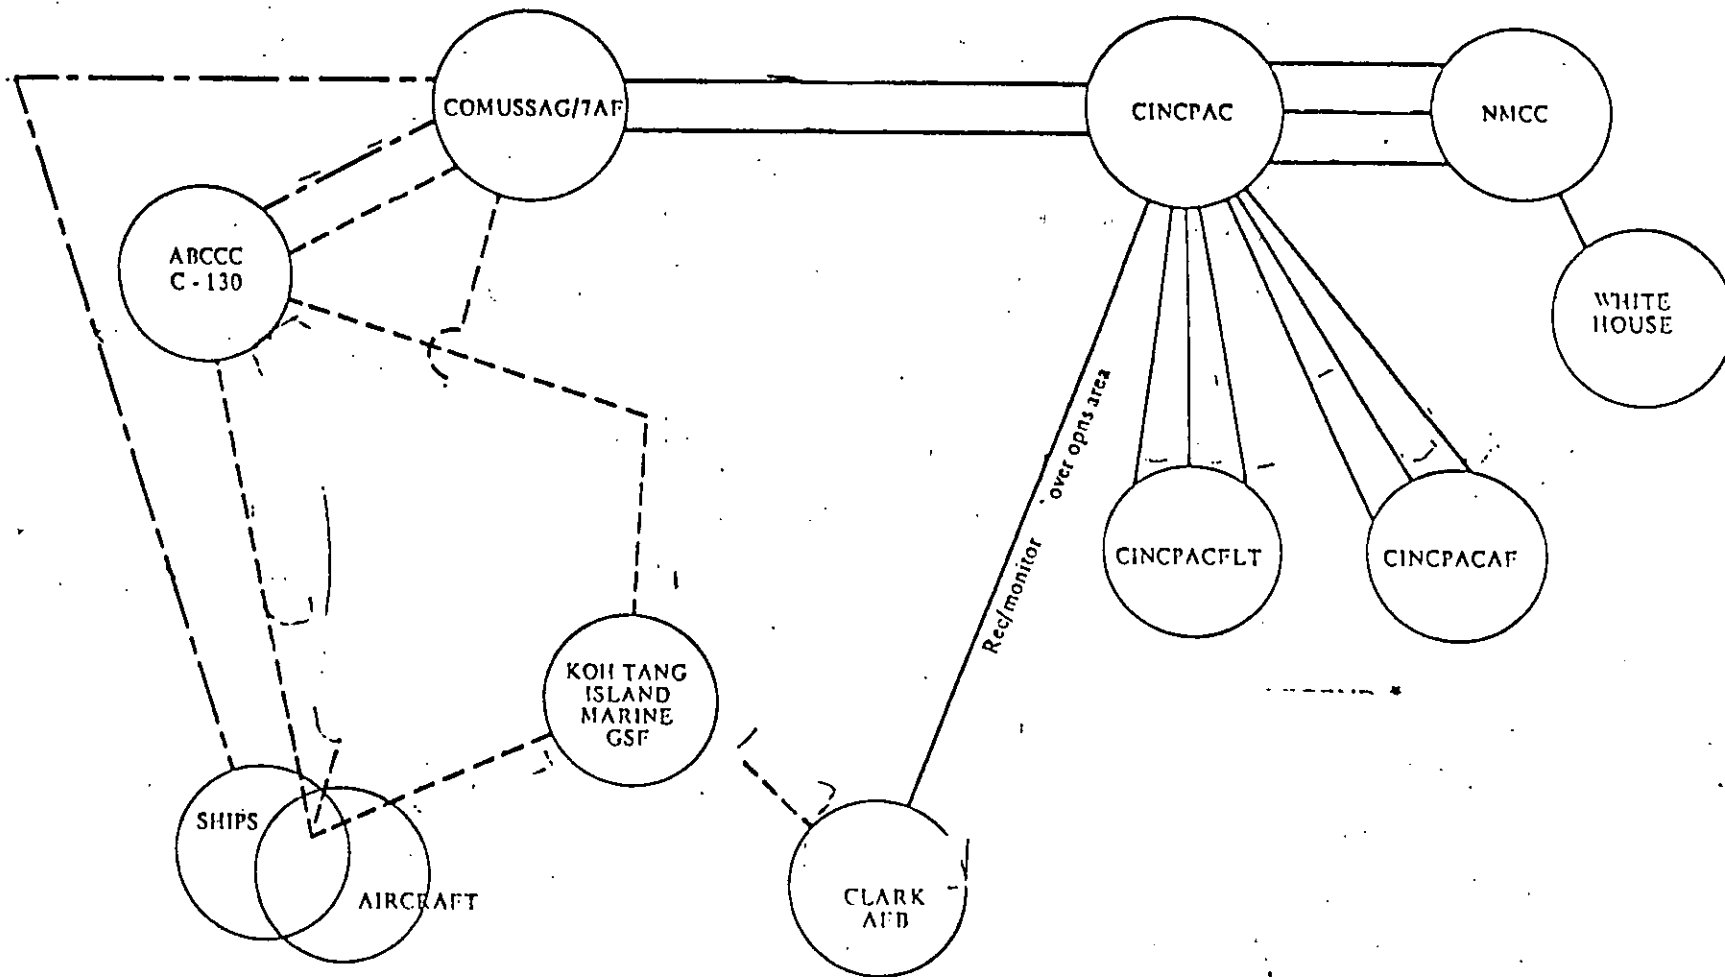 COMUSSAG/7AF
CINCPAC
NMCC
ABCCC
C - 130
WHITE
HOUSE
Rec/monitor over opns area
CINCPACFLT
CINCPACAF
KOH TANG
ISLAND
MARINE
GSF
SHIPS
AIRCRAFT
CLARK
AFB